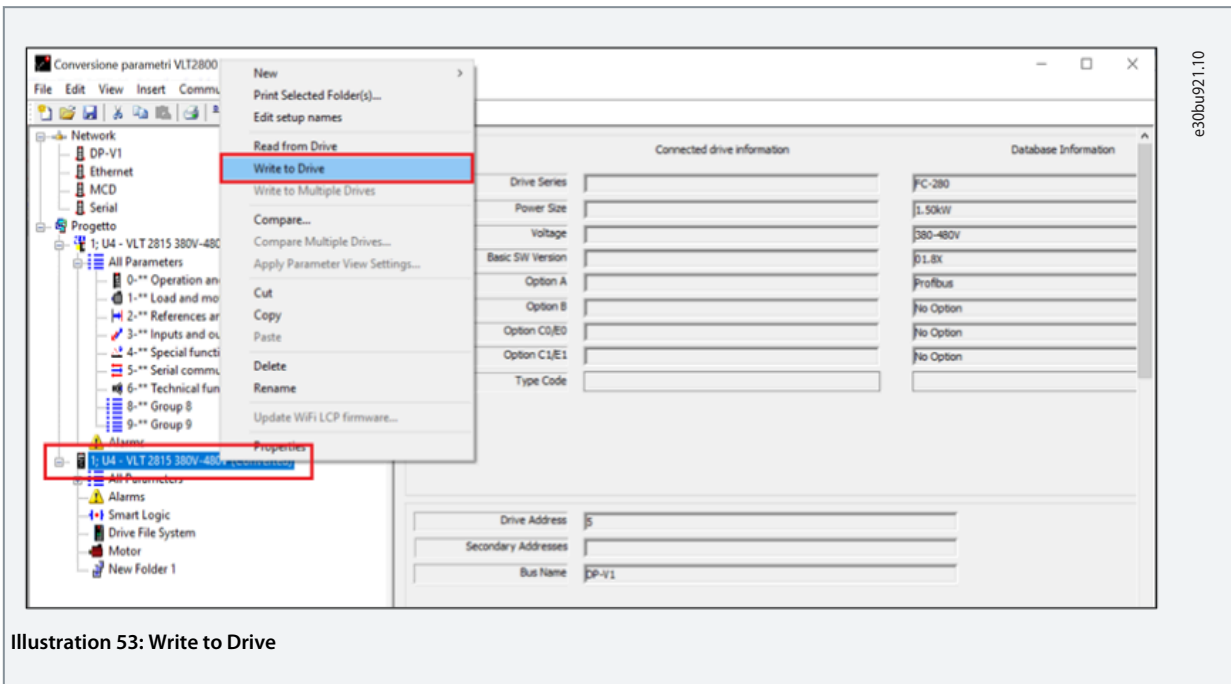 Conversione parametri VLT2800
File Edit View Insert Commu
New
Print Selected Folder(s)...
Edit setup names
Read from Drive
Write to Drive
Write to Multiple Drives
Compare...
Compare Multiple Drives...
Apply Parameter View Settings...
Cut
Copy
Paste
Delete
Rename
Update WiFi LCP firmware...
Properties
Network
DP-V1
Ethernet
MCD
Serial
Progetto
1; U4 - VLT 2815 380V-480
All Parameters
0-** Operation an
1-** Load and mo
2-** References ar
3-** Inputs and ou
4-** Special functi
5-** Serial commu
6-** Technical fun
8-** Group 8
9-** Group 9
Alarms
1; U4 - VLT 2815 380V-480V (Converted)
All Parameters
Alarms
Smart Logic
Drive File System
Motor
New Folder 1
Connected drive information Database Information
Drive Series FC-280
Power Size 1.50kW
Voltage 380-480V
Basic SW Version 01.8X
Option A Profibus
Option B No Option
Option C0/E0 No Option
Option C1/E1 No Option
Type Code
Drive Address 5
Secondary Addresses
Bus Name DP-V1
e30bu921.10
Illustration 53: Write to Drive